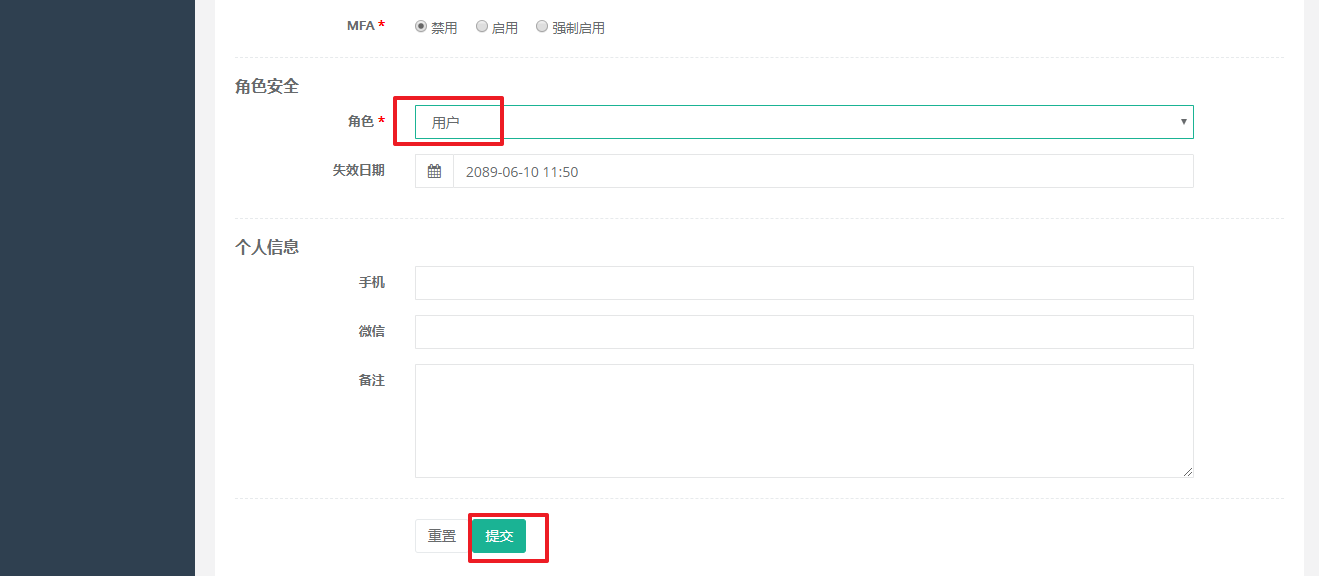 MFA * 禁用 启用 强制启用
角色安全
角色 * 用户
失效日期 2089-06-10 11:50
个人信息
手机
微信
备注
重置 提交